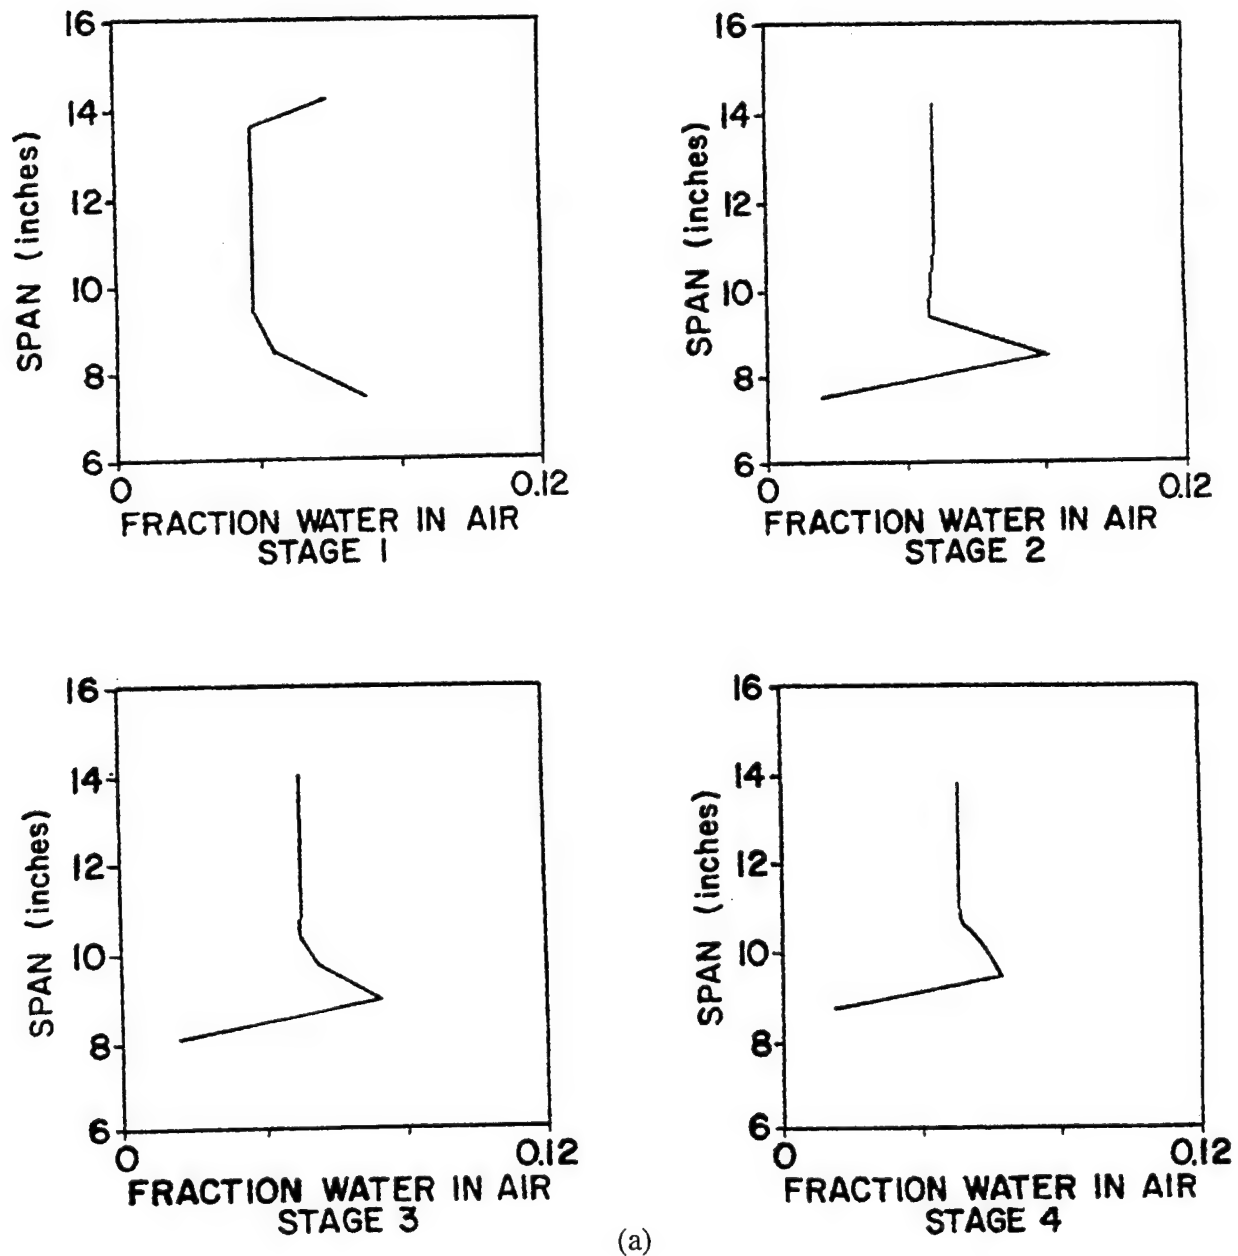 16
14
12
10
8
6
SPAN (inches)
0
0.12
FRACTION WATER IN AIR
STAGE 1
16
14
12
10
8
6
SPAN (inches)
0
0.12
FRACTION WATER IN AIR
STAGE 2
16
14
12
10
8
6
SPAN (inches)
0
0.12
FRACTION WATER IN AIR
STAGE 3
16
14
12
10
8
6
SPAN (inches)
0
0.12
FRACTION WATER IN AIR
STAGE 4
(a)